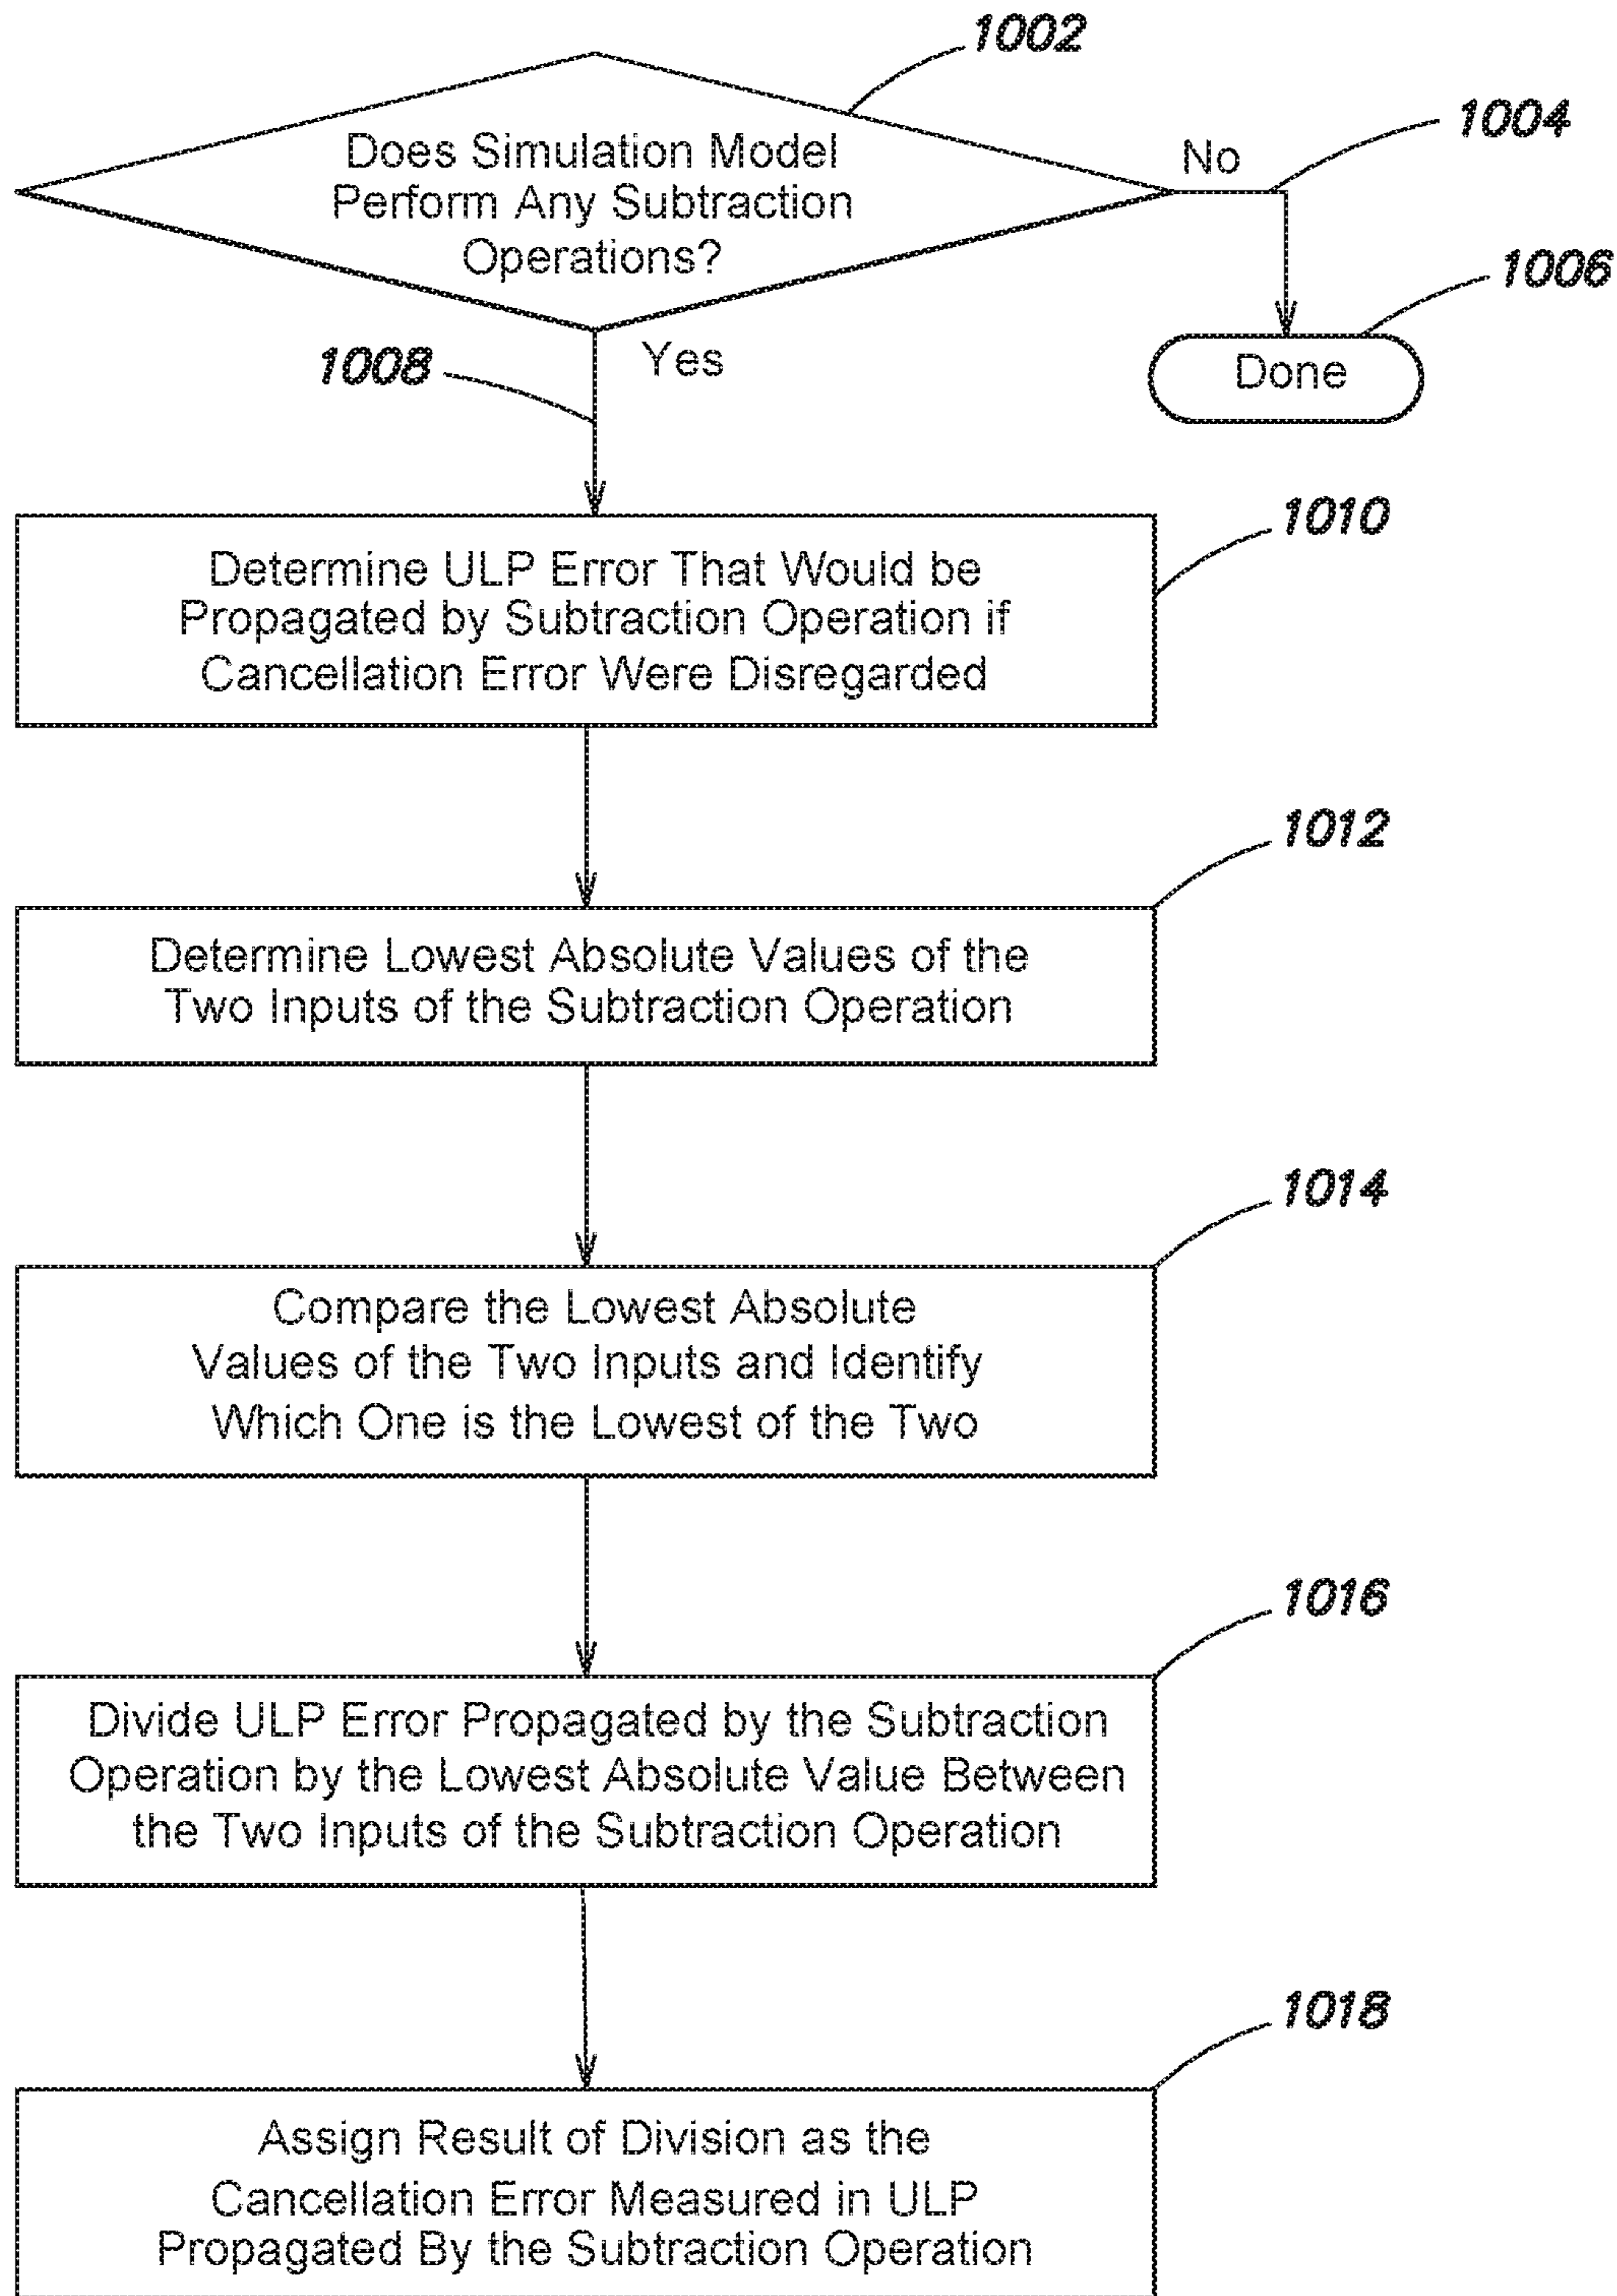 1002
Does Simulation Model
Perform Any Subtraction
Operations?
No
1004
1006
Done
Yes
1008
1010
Determine ULP Error That Would be
Propagated by Subtraction Operation if
Cancellation Error Were Disregarded
1012
Determine Lowest Absolute Values of the
Two Inputs of the Subtraction Operation
1014
Compare the Lowest Absolute
Values of the Two Inputs and Identify
Which One is the Lowest of the Two
1016
Divide ULP Error Propagated by the Subtraction
Operation by the Lowest Absolute Value Between
the Two Inputs of the Subtraction Operation
1018
Assign Result of Division as the
Cancellation Error Measured in ULP
Propagated By the Subtraction Operation